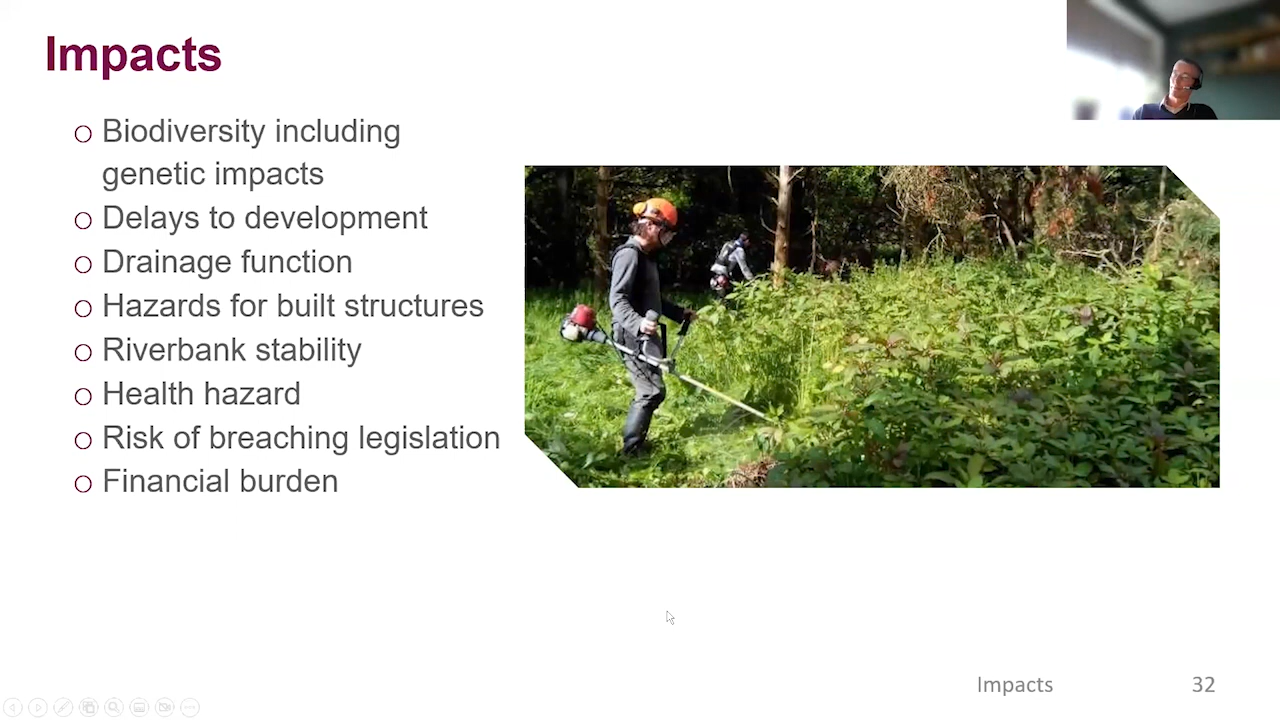 Impacts
Biodiversity including
genetic impacts
Delays to development
Drainage function
Hazards for built structures
Riverbank stability
Health hazard
Risk of breaching legislation
Financial burden
Impacts
32